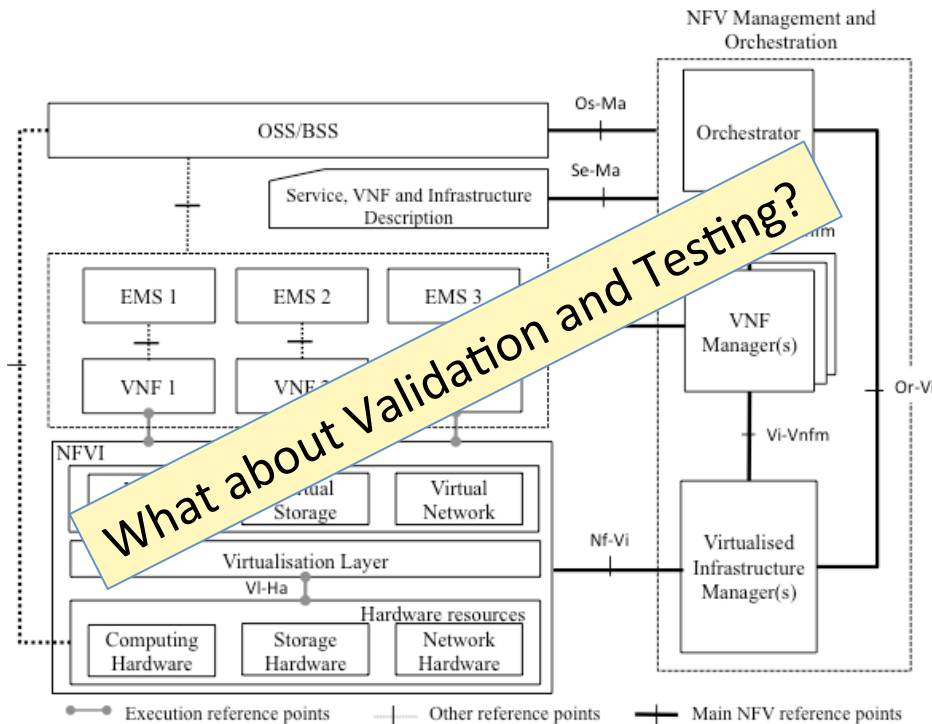 NFV Management and
Orchestration
Os-Ma
OSS/BSS
Orchestrator
Se-Ma
Service, VNF and Infrastructure
Description
What about Validation and Testing?
EMS 1
EMS 2
EMS 3
VNF
Manager(s)
VNF 1
Vi-Vnfm
NFVI
Storage
Virtual
Network
Nf-Vi
Virtualised
Infrastructure
Manager(s)
Virtualisation Layer
Vl-Ha
Hardware resources
Computing
Hardware
Storage
Hardware
Network
Hardware
Execution reference points
Other reference points
Main NFV reference points